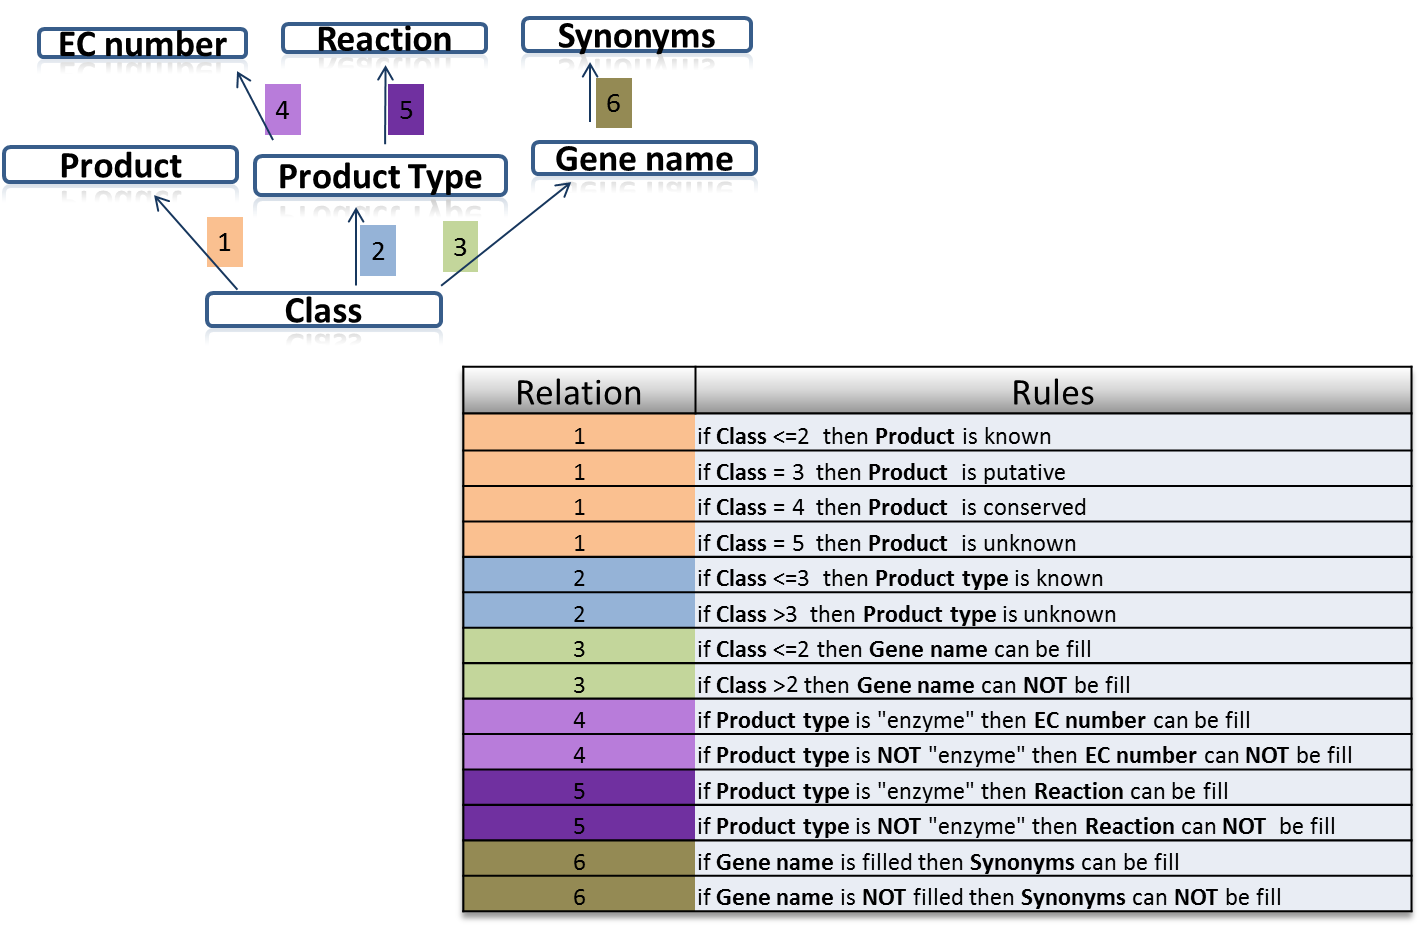 EC number
Reaction
Synonyms
4
5
6
Product
Product Type
Gene name
1
2
3
Class
Relation Rules
1 if Class <=2 then Product is known
1 if Class = 3 then Product is putative
1 if Class = 4 then Product is conserved
1 if Class = 5 then Product is unknown
2 if Class <=3 then Product type is known
2 if Class >3 then Product type is unknown
3 if Class <=2 then Gene name can be fill
3 if Class >2 then Gene name can NOT be fill
4 if Product type is "enzyme" then EC number can be fill
4 if Product type is NOT "enzyme" then EC number can NOT be fill
5 if Product type is "enzyme" then Reaction can be fill
5 if Product type is NOT "enzyme" then Reaction can NOT be fill
6 if Gene name is filled then Synonyms can be fill
6 if Gene name is NOT filled then Synonyms can NOT be fill